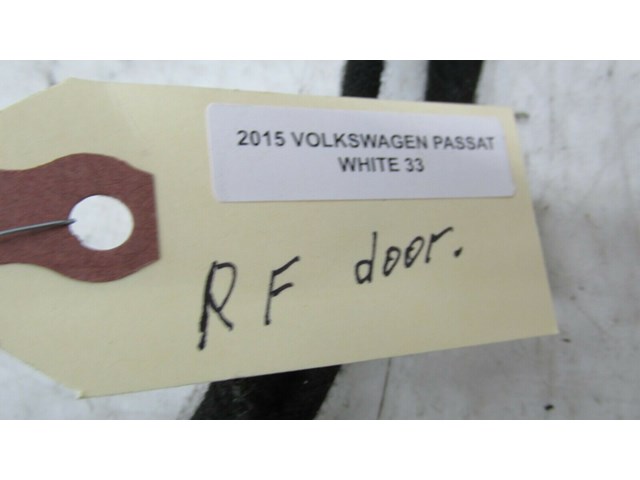 2015 VOLKSWAGEN PASSAT
WHITE 33
RF door.